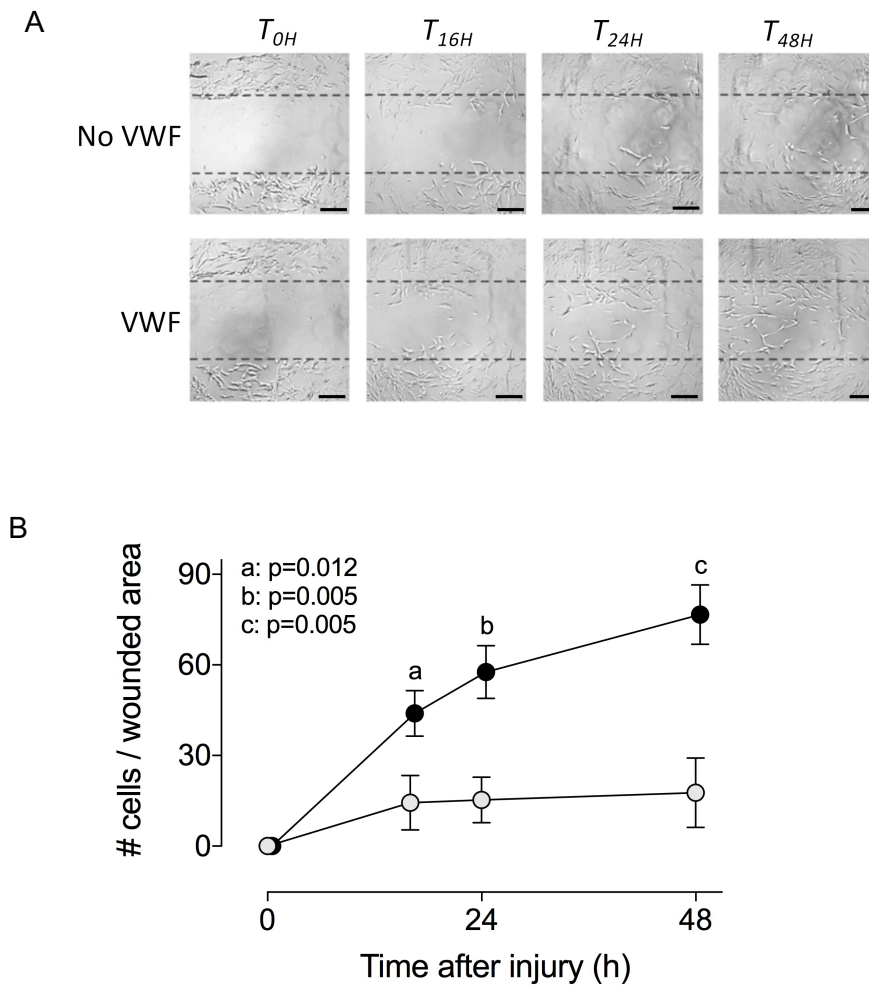 A
T0H T16H T24H T48H
No VWF
VWF
B
# cells / wounded area
90
60
30
0
a: p=0.012
b: p=0.005
c: p=0.005
a
b
c
0 24 48
Time after injury (h)